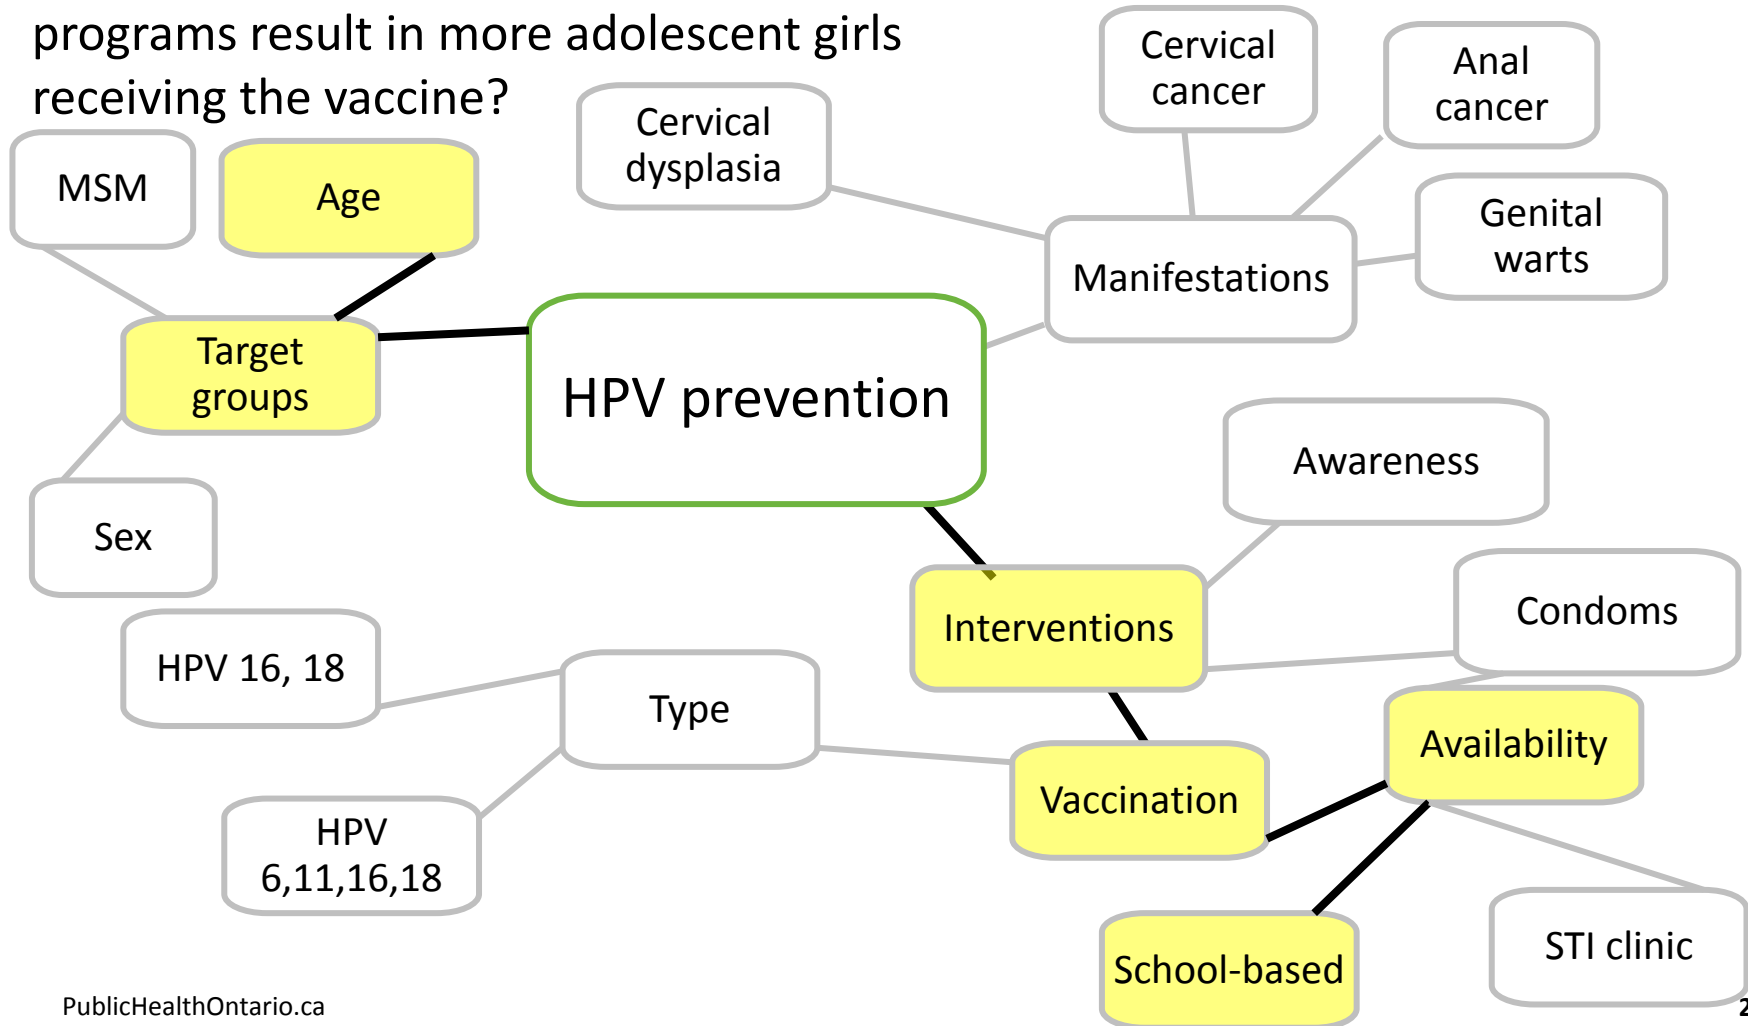 programs result in more adolescent girls
receiving the vaccine?
Cervical
cancer
Anal
cancer
Cervical
dysplasia
MSM
Age
Genital
warts
Manifestations
Target
groups
HPV prevention
Awareness
Sex
Condoms
Interventions
HPV 16, 18
Type
Availability
Vaccination
HPV
6,11,16,18
STI clinic
School-based
PublicHealthOntario.ca
2